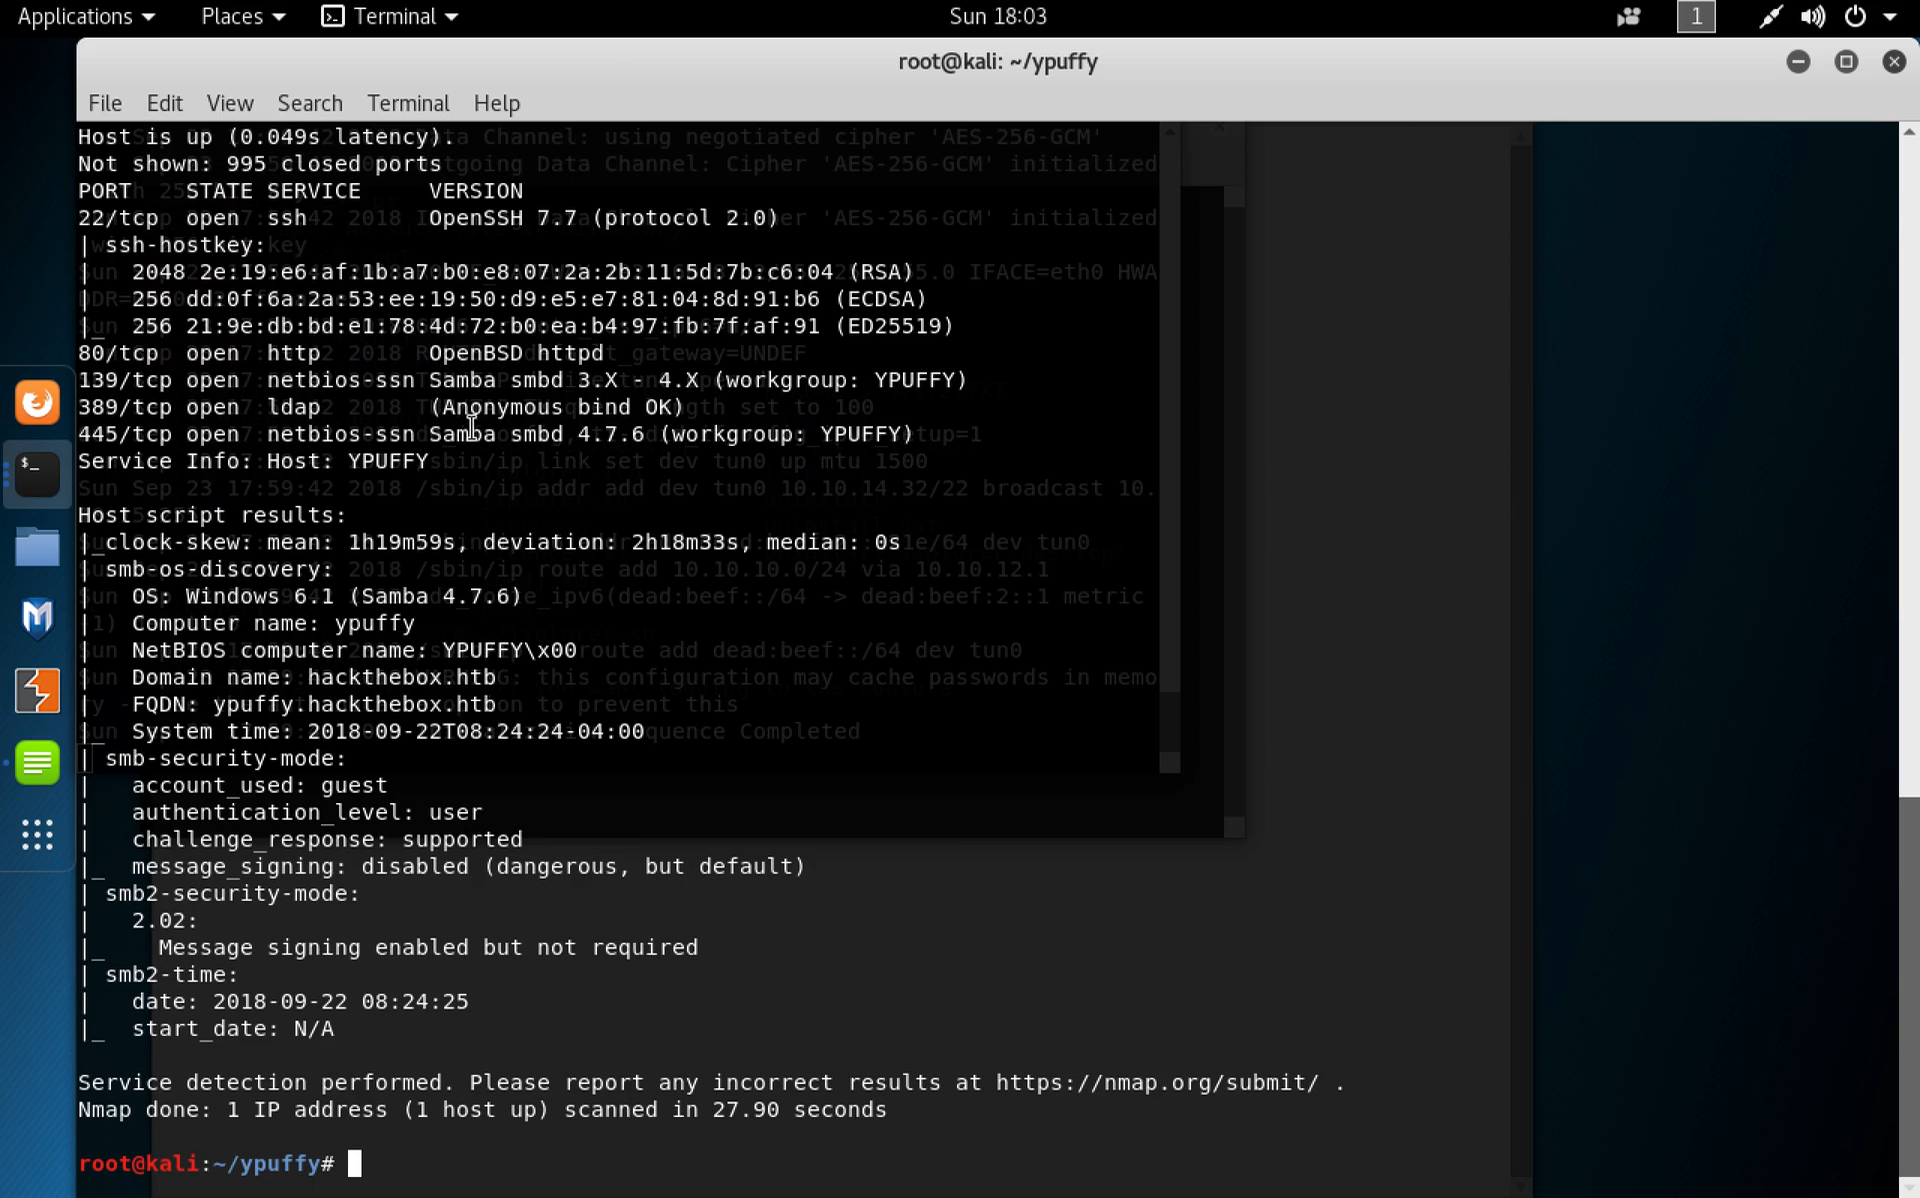 Applications Places Terminal Sun 18:03 1
root@kali: ~/ypuffy
File Edit View Search Terminal Help
Host is up (0.049s latency).
Not shown: 995 closed ports
PORT    STATE SERVICE     VERSION
22/tcp  open  ssh         OpenSSH 7.7 (protocol 2.0)
| ssh-hostkey:
|   2048 2e:19:e6:af:1b:a7:b0:e8:07:2a:2b:11:5d:7b:c6:04 (RSA)
|   256 dd:0f:6a:2a:53:ee:19:50:d9:e5:e7:81:04:8d:91:b6 (ECDSA)
|_  256 21:9e:db:bd:e1:78:4d:72:b0:ea:b4:97:fb:7f:af:91 (ED25519)
80/tcp  open  http        OpenBSD httpd
139/tcp open  netbios-ssn Samba smbd 3.X - 4.X (workgroup: YPUFFY)
389/tcp open  ldap        (Anonymous bind OK)
445/tcp open  netbios-ssn Samba smbd 4.7.6 (workgroup: YPUFFY)
Service Info: Host: YPUFFY
Host script results:
|_clock-skew: mean: 1h19m59s, deviation: 2h18m33s, median: 0s
| smb-os-discovery:
|   OS: Windows 6.1 (Samba 4.7.6)
|   Computer name: ypuffy
|   NetBIOS computer name: YPUFFY\x00
|   Domain name: hackthebox.htb
|   FQDN: ypuffy.hackthebox.htb
|_  System time: 2018-09-22T08:24:24-04:00
| smb-security-mode:
|   account_used: guest
|   authentication_level: user
|   challenge_response: supported
|_  message_signing: disabled (dangerous, but default)
| smb2-security-mode:
|   2.02:
|_    Message signing enabled but not required
| smb2-time:
|   date: 2018-09-22 08:24:25
|_  start_date: N/A
Service detection performed. Please report any incorrect results at https://nmap.org/submit/ .
Nmap done: 1 IP address (1 host up) scanned in 27.90 seconds
root@kali:~/ypuffy#